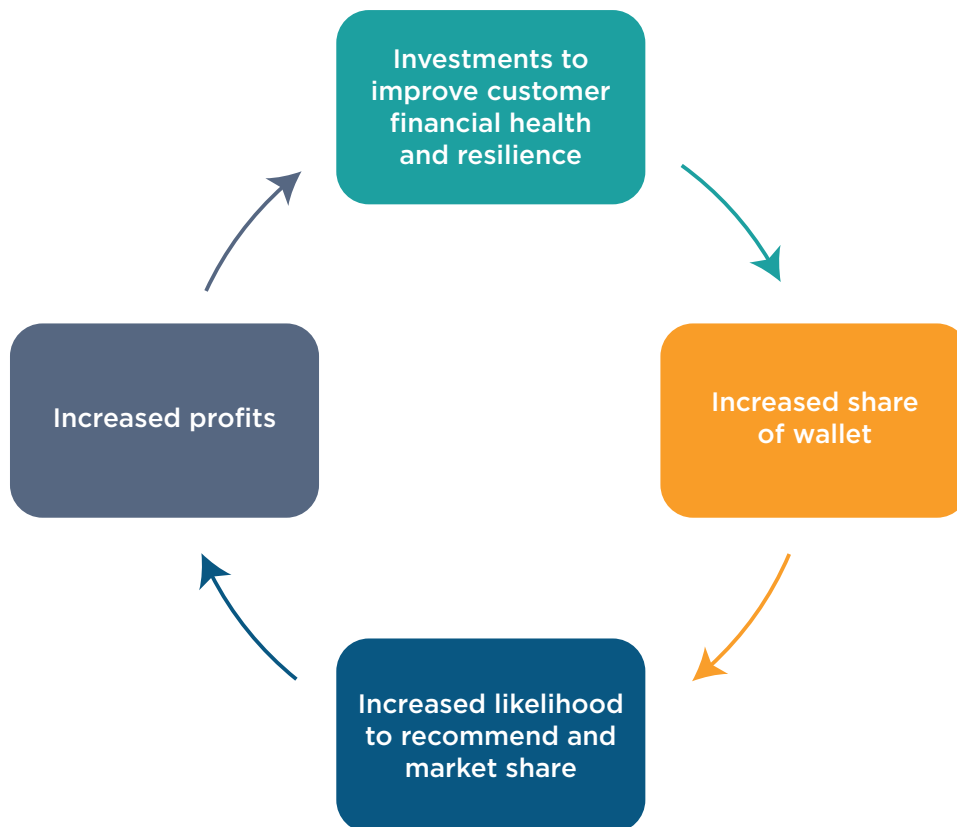 Investments to
improve customer
financial health
and resilience
Increased share
of wallet
Increased likelihood
to recommend and
market share
Increased profits